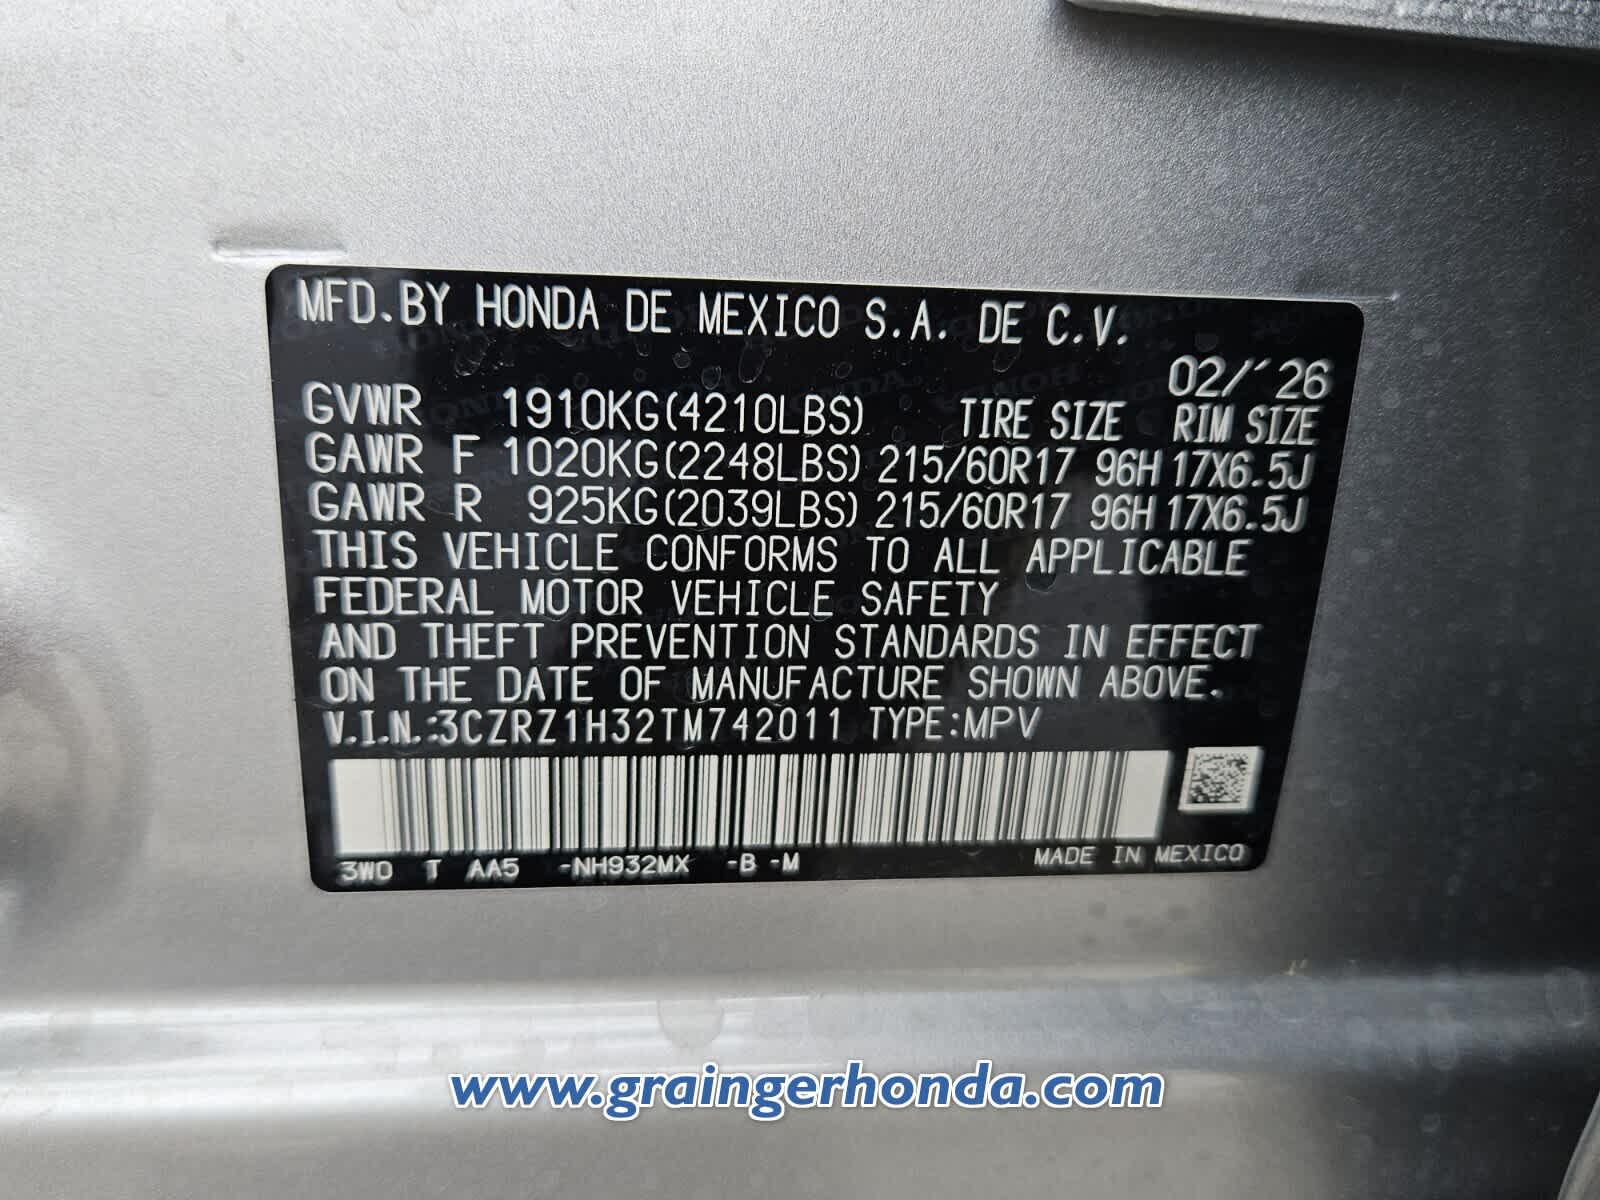 MFD.BY HONDA DE MEXICO S.A. DE C.V.
02/´26
GVWR 1910KG(4210LBS) TIRE SIZE RIM SIZE
GAWR F 1020KG(2248LBS) 215/60R17 96H 17X6.5J
GAWR R 925KG(2039LBS) 215/60R17 96H 17X6.5J
THIS VEHICLE CONFORMS TO ALL APPLICABLE
FEDERAL MOTOR VEHICLE SAFETY
AND THEFT PREVENTION STANDARDS IN EFFECT
ON THE DATE OF MANUFACTURE SHOWN ABOVE.
V.I.N.:3CZRZ1H32TM742011 TYPE:MPV
3W0 T AA5 -NH932MX -B -M MADE IN MEXICO
www.graingerhonda.com